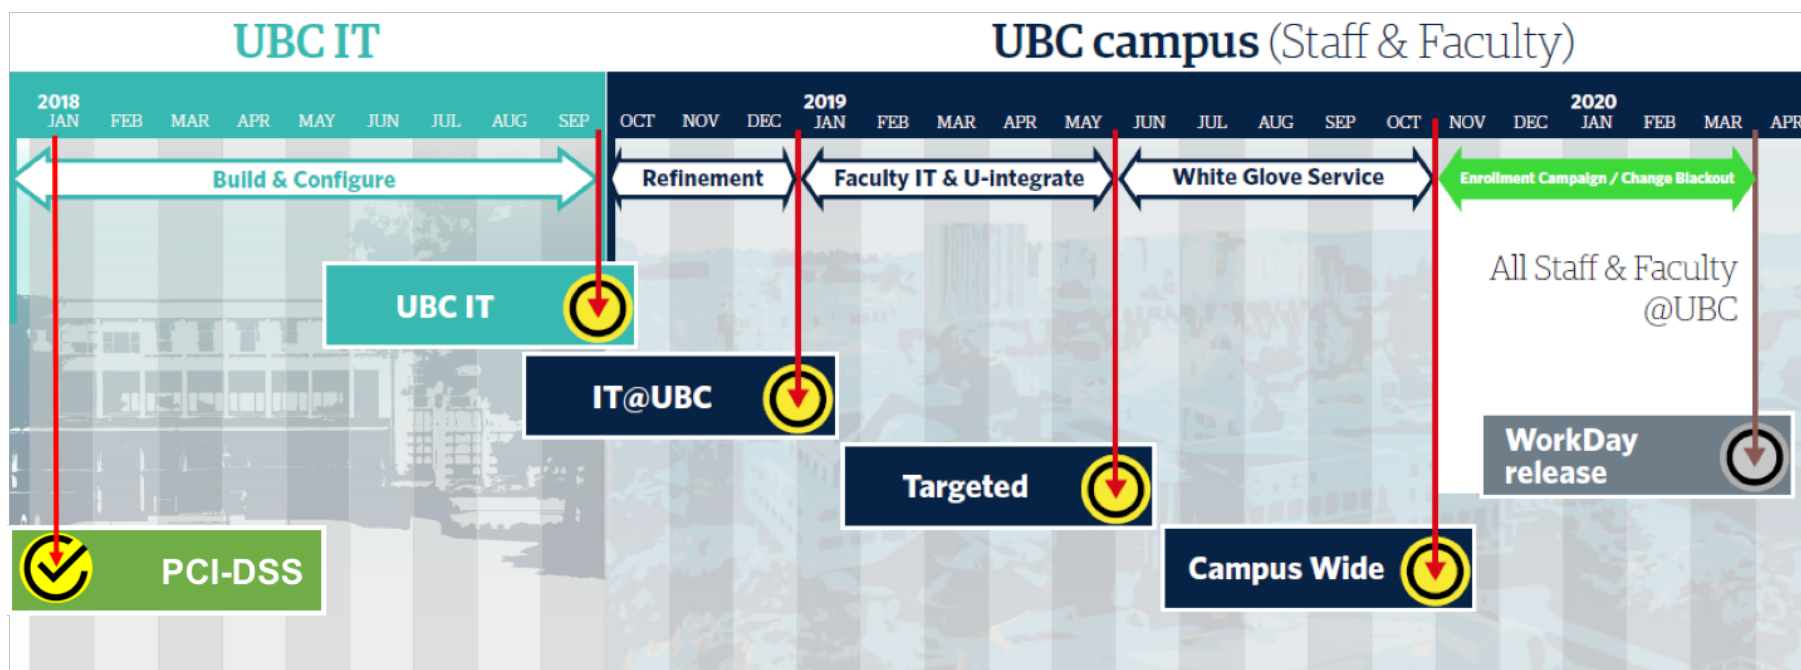 UBC IT
UBC campus (Staff & Faculty)
2018 2019 2020
JAN FEB MAR APR MAY JUN JUL AUG SEP OCT NOV DEC JAN FEB MAR APR MAY JUN JUL AUG SEP OCT NOV DEC JAN FEB MAR APR
Build & Configure
Refinement
Faculty IT & U-integrate
White Glove Service
Enrollment Campaign / Change Blackout
All Staff & Faculty
@UBC
UBC IT
IT@UBC
Targeted
WorkDay
release
Campus Wide
PCI-DSS